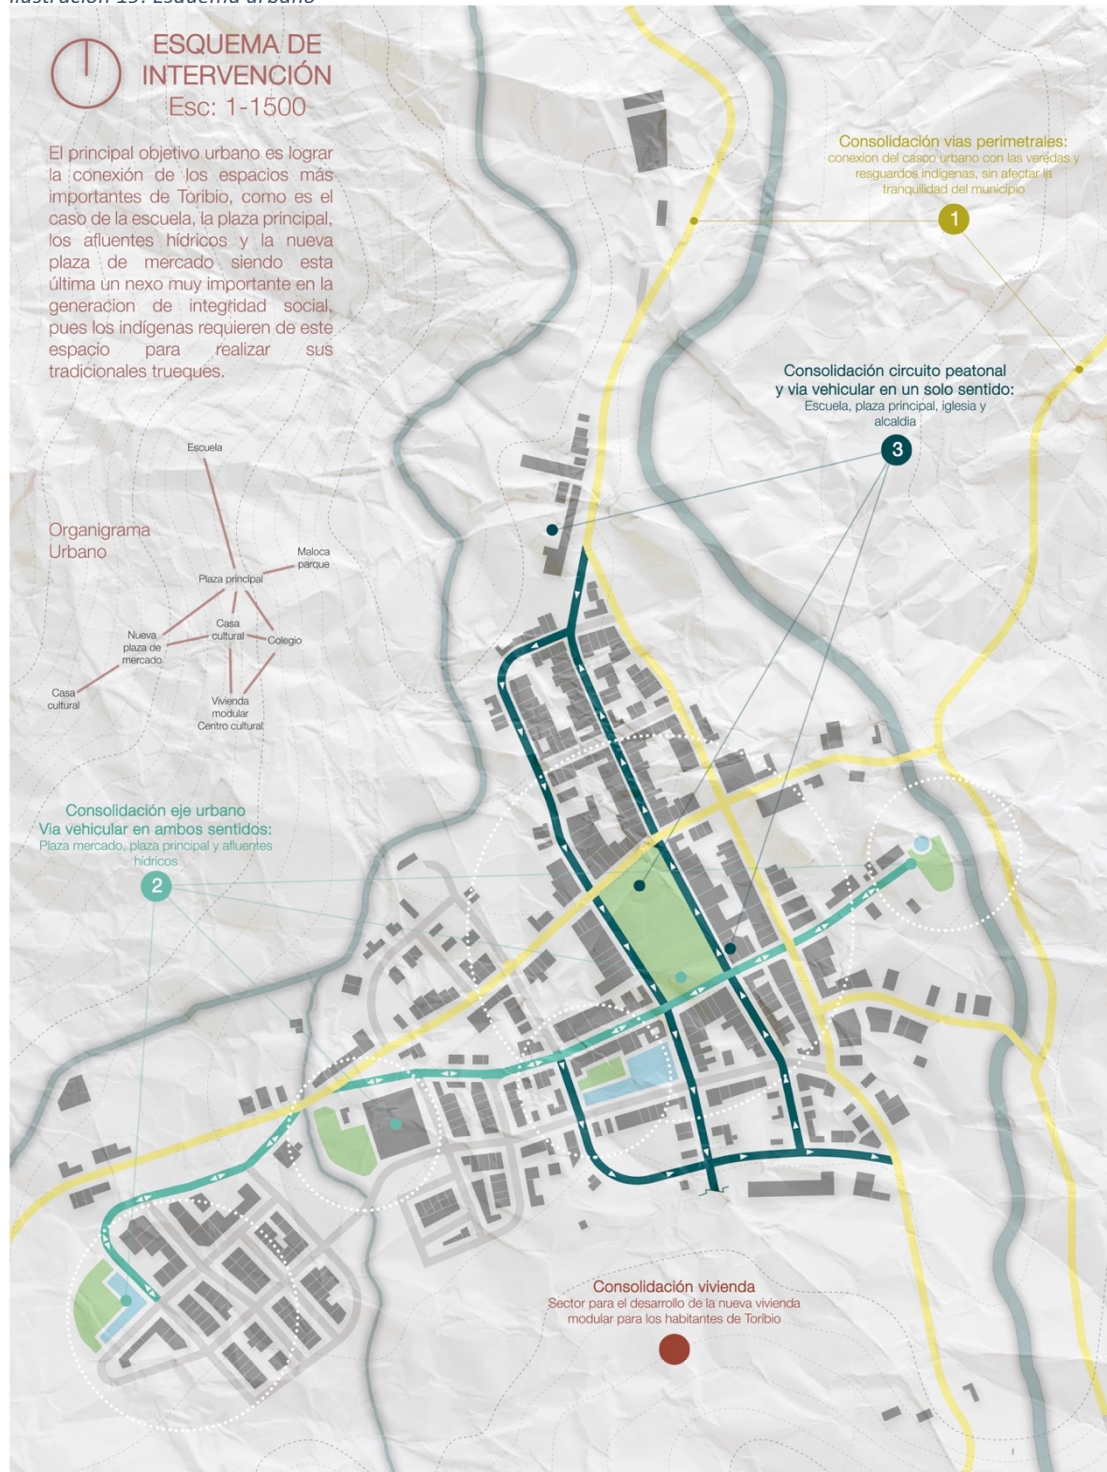 Ilustración 19. Esquema urbano
ESQUEMA DE
INTERVENCIÓN
Esc: 1-1500
El principal objetivo urbano es lograr
la conexión de los espacios más
importantes de Toribio, como es el
caso de la escuela, la plaza principal,
los afluentes hídricos y la nueva
plaza de mercado siendo esta
última un nexo muy importante en la
generacion de integridad social,
pues los indígenas requieren de este
espacio para realizar sus
tradicionales trueques.
Consolidación vias perimetrales:
conexion del casco urbano con las veredas y
resguardos indigenas, sin afectar la
tranquilidad del municipio
1
Consolidación circuito peatonal
y via vehicular en un solo sentido:
Escuela, plaza principal, iglesia y
alcaldia
3
Organigrama
Urbano
Escuela
Maloca
parque
Plaza principal
Casa
cultural
Nueva
plaza de
mercado
Colegio
Casa
cultural
Vivienda
modular
Centro cultural
Consolidación eje urbano
Via vehicular en ambos sentidos:
Plaza mercado, plaza principal y afluentes
hídricos
2
Consolidación vivienda
Sector para el desarrollo de la nueva vivienda
modular para los habitantes de Toribio